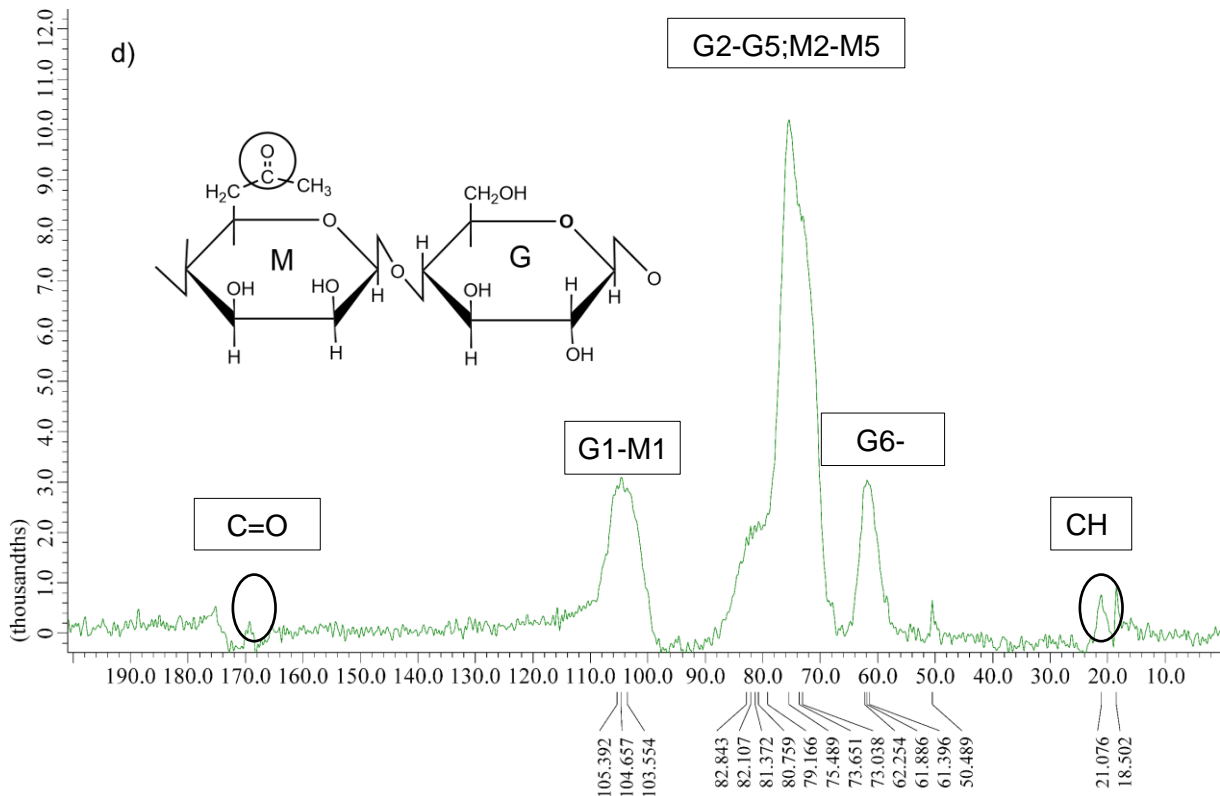 d)
G2-G5;M2-M5
G1-M1
G6-
C=O
CH
O
C
H₂C
CH₃
O
M
OH
HO
H
H
H
O
H
CH₂OH
O
G
OH
H
H
H
OH
O
(thousandths)
12.0
11.0
10.0
9.0
8.0
7.0
6.0
5.0
4.0
3.0
2.0
1.0
0
190.0 180.0 170.0 160.0 150.0 140.0 130.0 120.0 110.0 100.0 90.0 80.0 70.0 60.0 50.0 40.0 30.0 20.0 10.0
105.392
104.657
103.554
82.843
82.107
81.372
80.759
79.166
75.489
73.651
73.038
62.254
61.886
61.396
50.489
21.076
18.502